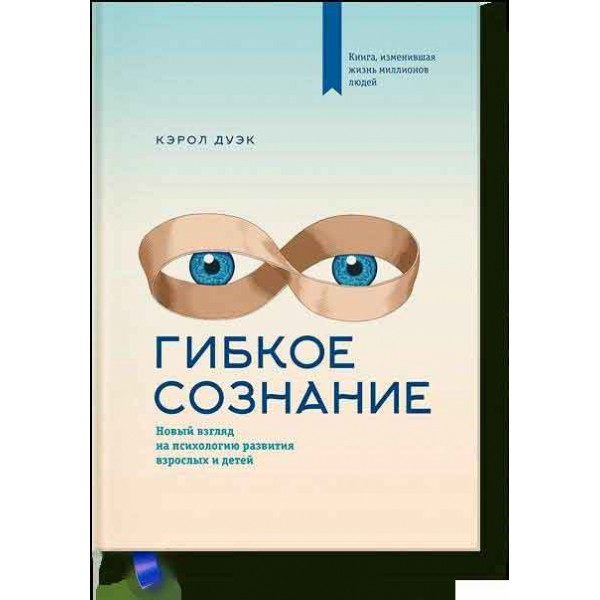 Книга, изменившая
жизнь миллионов
людей
КЭРОЛ ДУЭК
ГИБКОЕ
СОЗНАНИЕ
Новый взгляд
на психологию развития
взрослых и детей